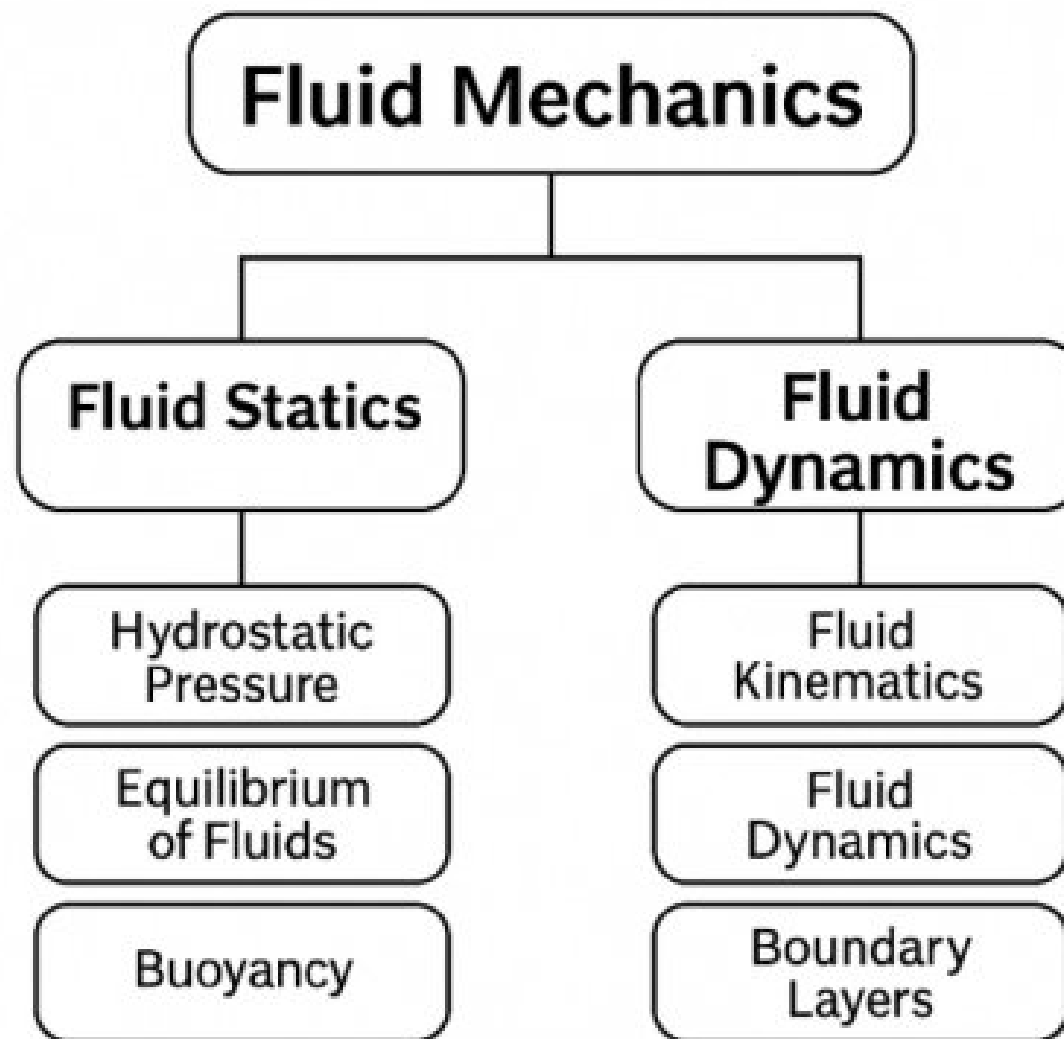 Fluid Mechanics
Fluid Statics
Fluid
Dynamics
Hydrostatic
Pressure
Equilibrium
of Fluids
Buoyancy
Fluid
Kinematics
Fluid
Dynamics
Boundary
Layers